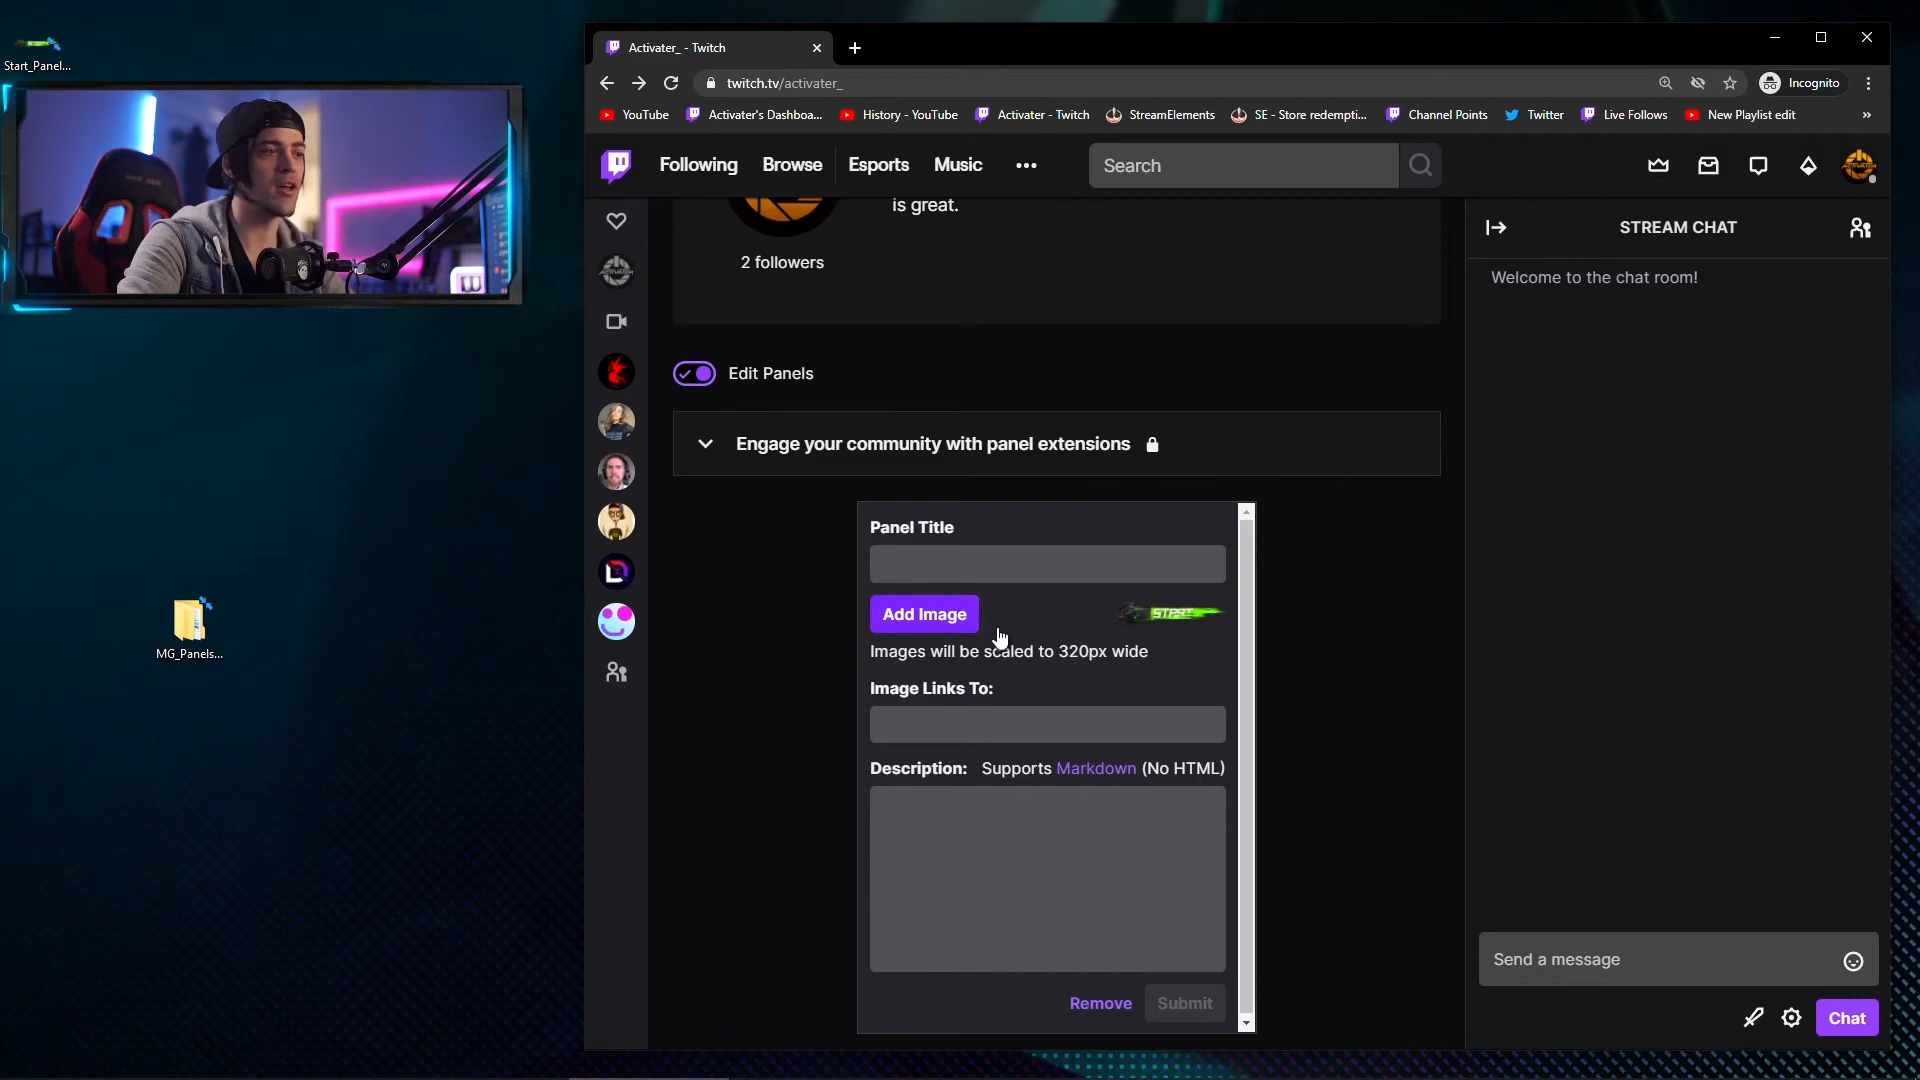 Start_Panel...
Activater_ - Twitch
twitch.tv/activater_
Incognito
YouTube
Activater's Dashboa...
History - YouTube
Activater - Twitch
StreamElements
SE - Store redempti...
Channel Points
Twitter
Live Follows
New Playlist edit
Following
Browse
Esports
Music
Search
is great.
2 followers
STREAM CHAT
Welcome to the chat room!
Edit Panels
Engage your community with panel extensions
Panel Title
Add Image
START
Images will be scaled to 320px wide
Image Links To:
Description: Supports Markdown (No HTML)
Remove
Submit
MG_Panels...
Send a message
Chat